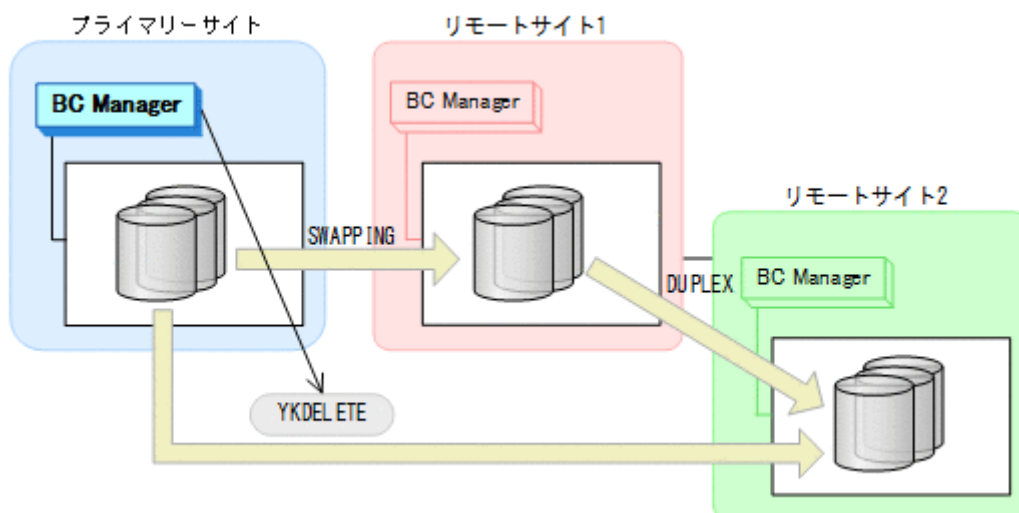 プライマリーサイト
リモートサイト1
BC Manager
BC Manager
リモートサイト2
SWAPPING
DUPLEX
BC Manager
YKDELETE